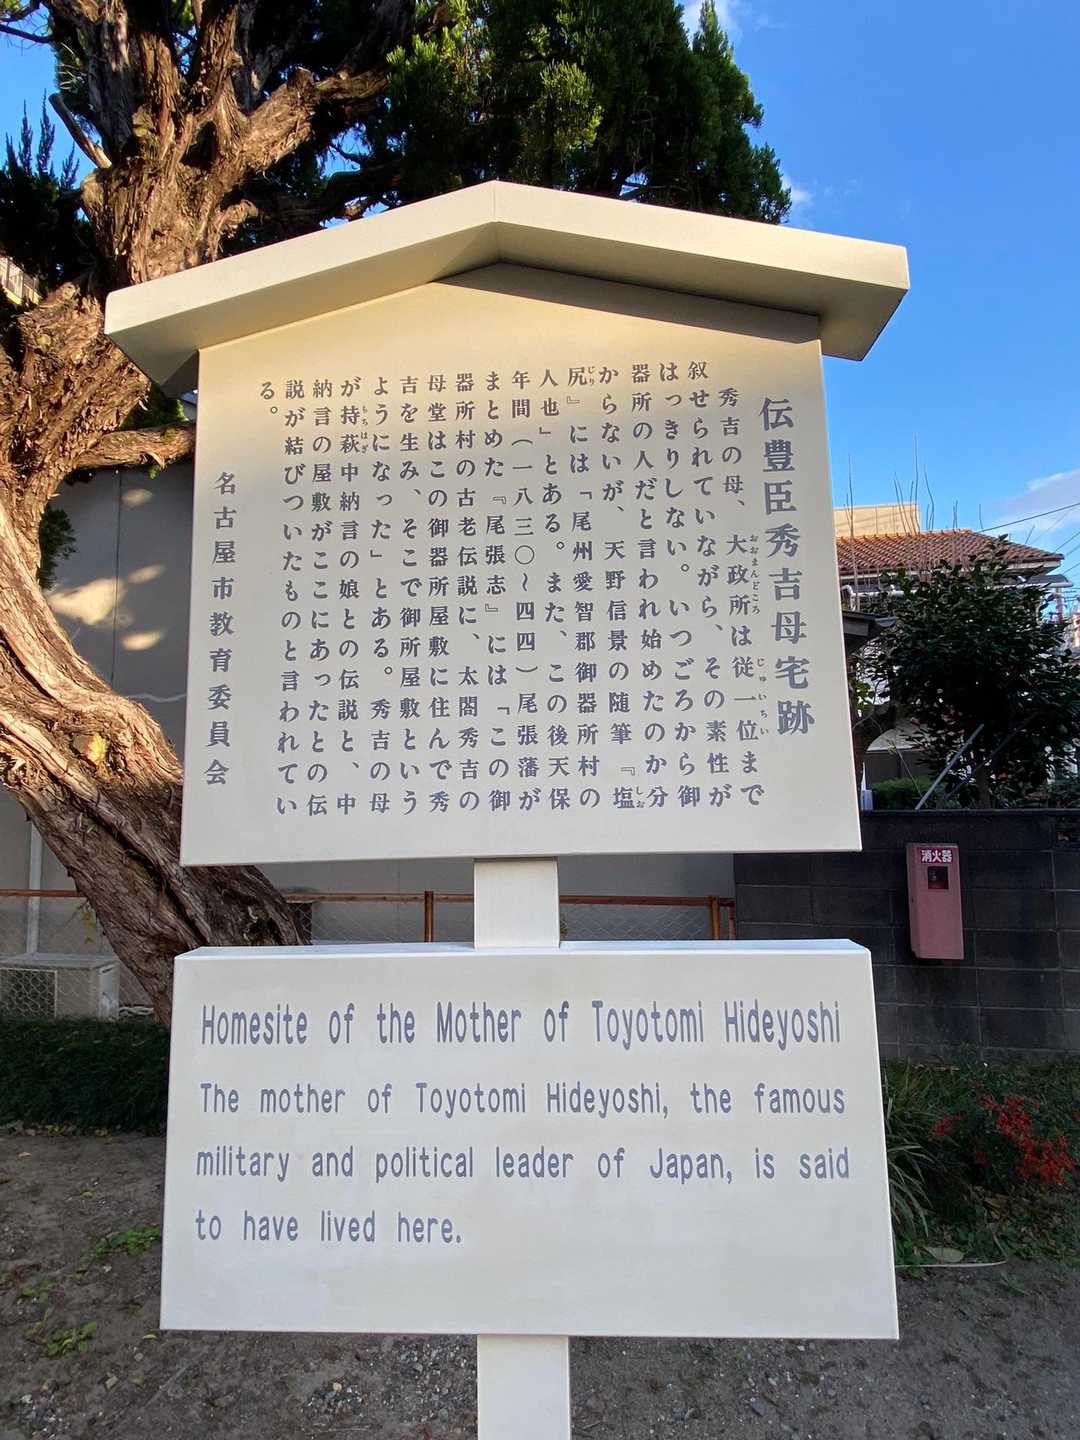 伝豊臣秀吉母宅跡
秀吉の母、大政所は従一位まで
叙せられていながら、その素性が
はっきりしない。いつごろから御
器所の人だと言われ始めたのか分
からないが、天野信景の随筆『塩
尻』には「尾州愛智郡御器所村の
人也」とある。また、この後天保
年間(一八三〇〜四四)尾張藩が
まとめた『尾張志』には「この御
器所村の古老伝説に、太閤秀吉の
母堂はこの御器所屋敷に住んで秀
吉を生み、そこで御所屋敷という
ようになった」とある。秀吉の母
が持萩中納言の娘との伝説と、中
納言の屋敷がここにあったとの伝
説が結びついたものと言われてい
る。
名古屋市教育委員会
Homesite of the Mother of Toyotomi Hideyoshi
The mother of Toyotomi Hideyoshi, the famous
military and political leader of Japan, is said
to have lived here.
消火器